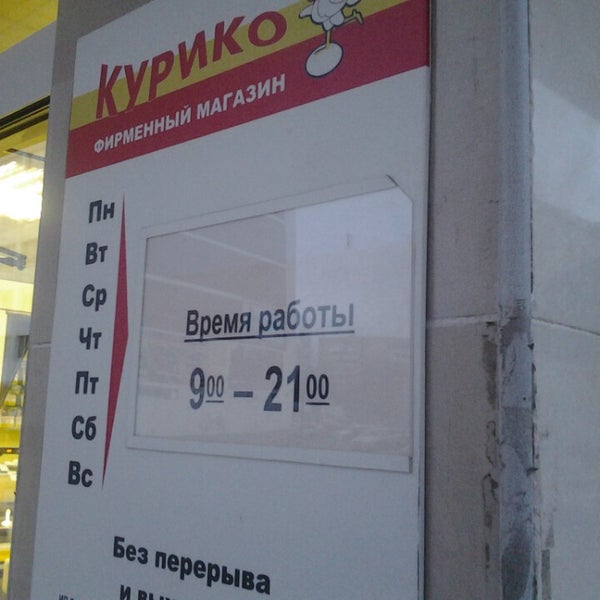 КУРИКО
ФИРМЕННЫЙ МАГАЗИН
Пн
Вт
Ср
Чт
Пт
Сб
Вс
Время работы
9⁰⁰ – 21⁰⁰
Без перерыва
и